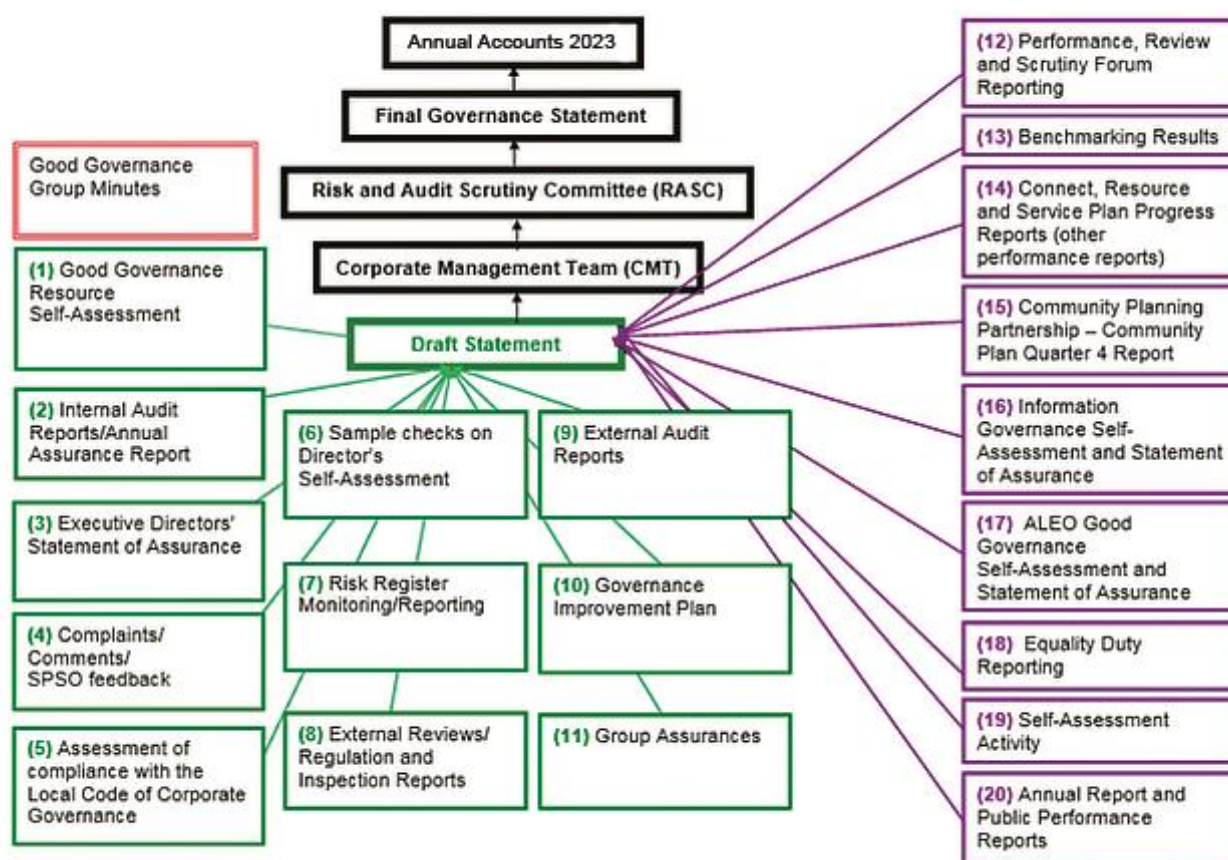 Annual Accounts 2023
Final Governance Statement
Risk and Audit Scrutiny Committee (RASC)
Corporate Management Team (CMT)
Draft Statement
Good Governance
Group Minutes
(1) Good Governance
Resource
Self-Assessment
(2) Internal Audit
Reports/Annual
Assurance Report
(3) Executive Directors'
Statement of Assurance
(4) Complaints/
Comments/
SPSO feedback
(5) Assessment of
compliance with the
Local Code of Corporate
Governance
(6) Sample checks on
Director's
Self-Assessment
(7) Risk Register
Monitoring/Reporting
(8) External Reviews/
Regulation and
Inspection Reports
(9) External Audit
Reports
(10) Governance
Improvement Plan
(11) Group Assurances
(12) Performance, Review
and Scrutiny Forum
Reporting
(13) Benchmarking Results
(14) Connect, Resource
and Service Plan Progress
Reports (other
performance reports)
(15) Community Planning
Partnership – Community
Plan Quarter 4 Report
(16) Information
Governance Self-
Assessment and Statement
of Assurance
(17) ALEO Good
Governance
Self-Assessment and
Statement of Assurance
(18) Equality Duty
Reporting
(19) Self-Assessment
Activity
(20) Annual Report and
Public Performance
Reports